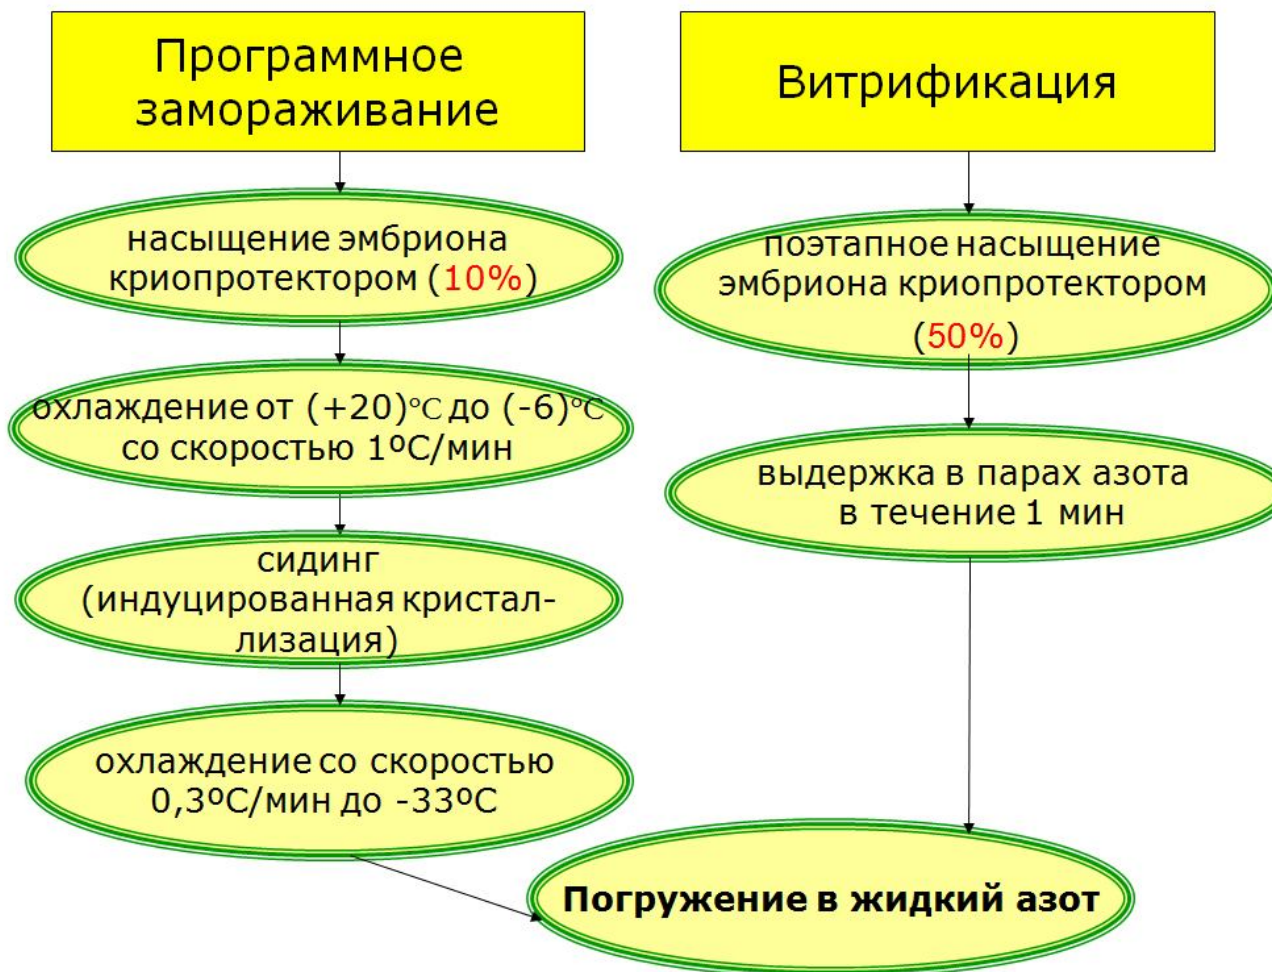 Программное
замораживание
насыщение эмбриона
криопротектором (10%)
охлаждение от (+20)°С до (-6)°С
со скоростью 1ºС/мин
сидинг
(индуцированная кристал-
лизация)
охлаждение со скоростью
0,3ºС/мин до -33ºС
Витрификация
поэтапное насыщение
эмбриона криопротектором
(50%)
выдержка в парах азота
в течение 1 мин
Погружение в жидкий азот